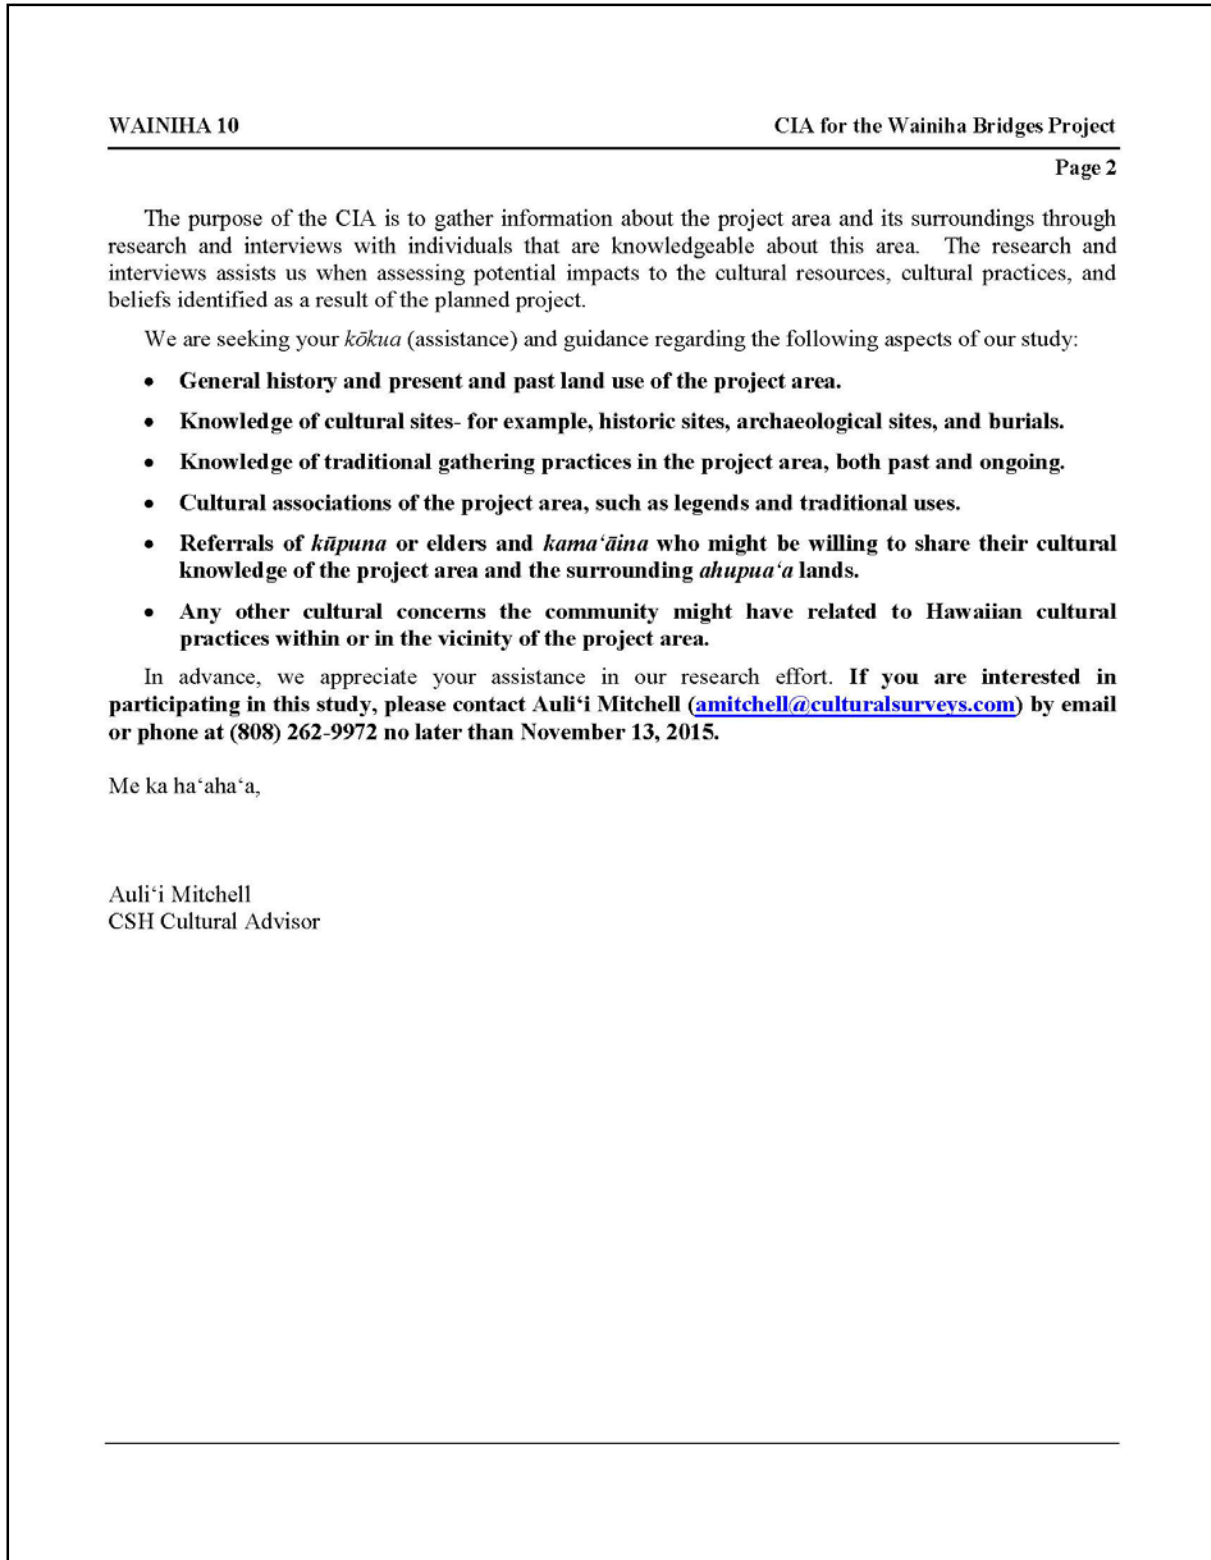 WAINIHA 10 CIA for the Wainiha Bridges Project
Page 2
The purpose of the CIA is to gather information about the project area and its surroundings through
research and interviews with individuals that are knowledgeable about this area. The research and
interviews assists us when assessing potential impacts to the cultural resources, cultural practices, and
beliefs identified as a result of the planned project.
We are seeking your kōkua (assistance) and guidance regarding the following aspects of our study:
• General history and present and past land use of the project area.
• Knowledge of cultural sites- for example, historic sites, archaeological sites, and burials.
• Knowledge of traditional gathering practices in the project area, both past and ongoing.
• Cultural associations of the project area, such as legends and traditional uses.
• Referrals of kūpuna or elders and kama‘āina who might be willing to share their cultural
knowledge of the project area and the surrounding ahupua‘a lands.
• Any other cultural concerns the community might have related to Hawaiian cultural
practices within or in the vicinity of the project area.
In advance, we appreciate your assistance in our research effort. If you are interested in
participating in this study, please contact Auli‘i Mitchell (amitchell@culturalsurveys.com) by email
or phone at (808) 262-9972 no later than November 13, 2015.
Me ka ha‘aha‘a,
Auli‘i Mitchell
CSH Cultural Advisor